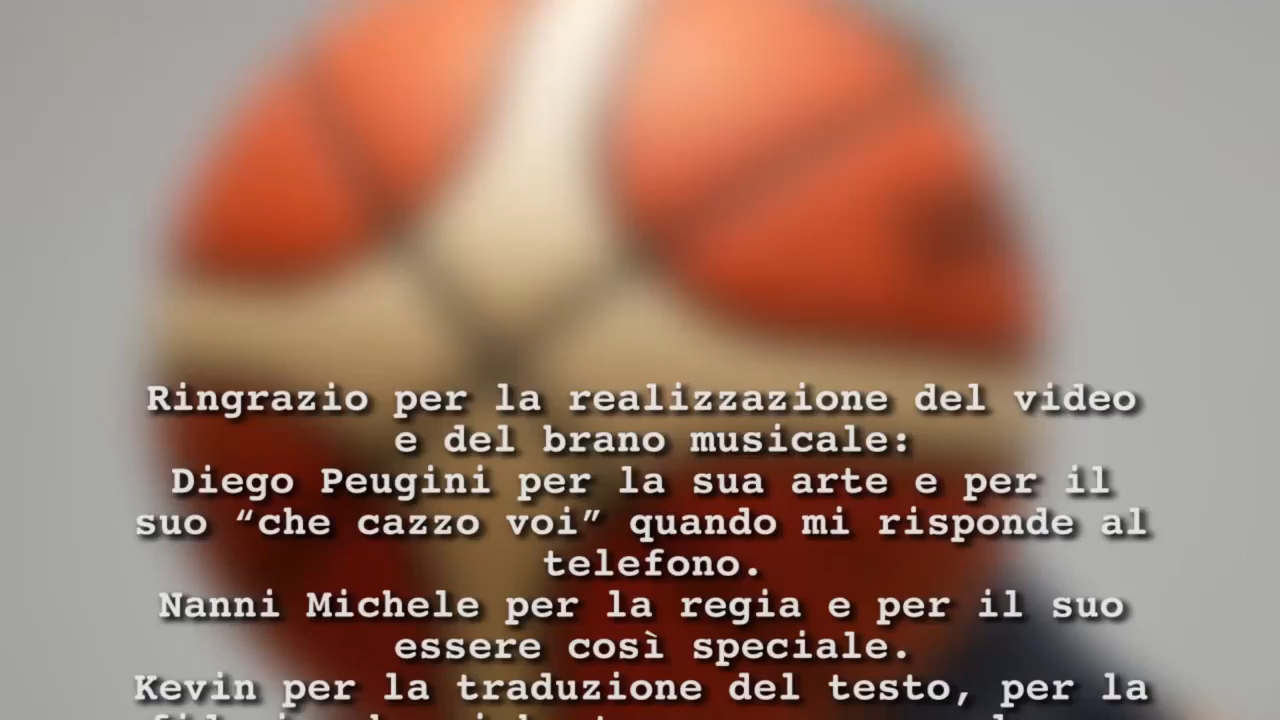 Ringrazio per la realizzazione del video
e del brano musicale:
Diego Peugini per la sua arte e per il
suo “che cazzo voi” quando mi risponde al
telefono.
Nanni Michele per la regia e per il suo
essere così speciale.
Kevin per la traduzione del testo, per la